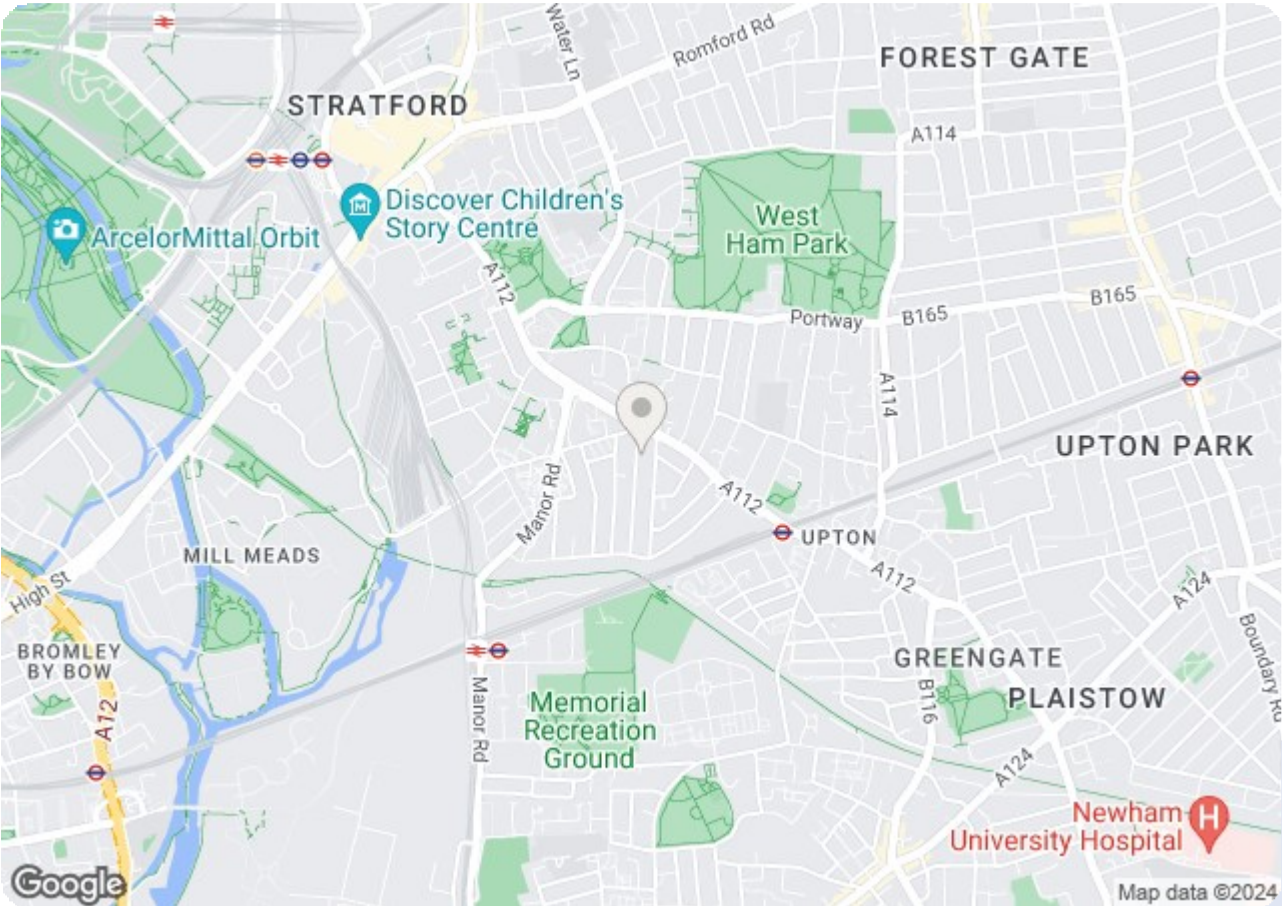 Water Ln
Romford Rd
FOREST GATE
STRATFORD
A114
Discover Children's
Story Centre
West
Ham Park
ArcelorMittal Orbit
A112
Portway
B165
B165
A114
UPTON PARK
Manor Rd
A112
UPTON
MILL MEADS
A112
High St
A124
BROMLEY
BY BOW
GREENGATE
Boundary Rd
B116
PLAISTOW
A12
Manor Rd
Memorial
Recreation
Ground
A124
Newham
University Hospital
H
Google
Map data ©2024